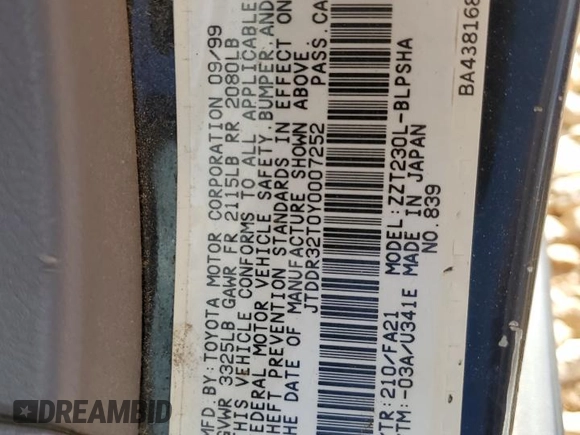 MFD. BY: TOYOTA MOTOR CORPORATION 09/99
GVWR 3325LB GAWR FR 2115LB RR 2080LB
THIS VEHICLE CONFORMS TO ALL APPLICABLE
FEDERAL MOTOR VEHICLE SAFETY, BUMPER, AND
THEFT PREVENTION STANDARDS IN EFFECT ON
THE DATE OF MANUFACTURE SHOWN ABOVE.
JTDDR32T0Y0007252 PASS. CA
/TR: 210/FA21 MODEL: ZZT230L-BLPSHA
/TM: -03A/U341E MADE IN JAPAN
NO. 839
BA438168
DREAMBID